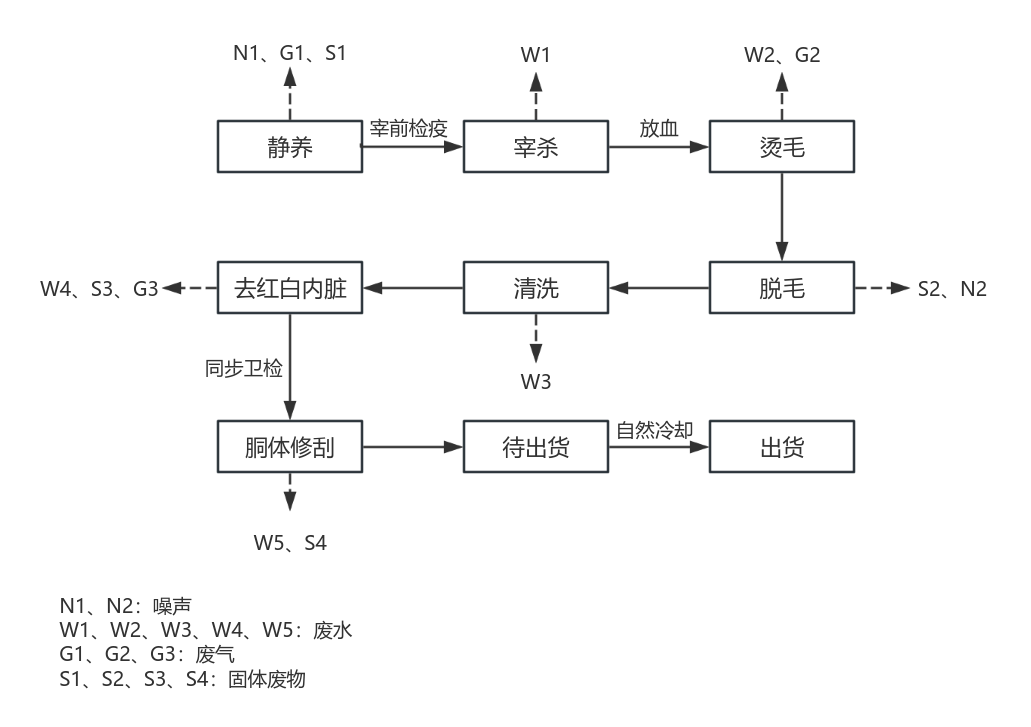 N1、G1、S1
W1
W2、G2
静养
宰前检疫
宰杀
放血
烫毛
W4、S3、G3
去红白内脏
清洗
脱毛
S2、N2
W3
同步卫检
胴体修刮
待出货
自然冷却
出货
W5、S4
N1、N2：噪声
W1、W2、W3、W4、W5：废水
G1、G2、G3：废气
S1、S2、S3、S4：固体废物